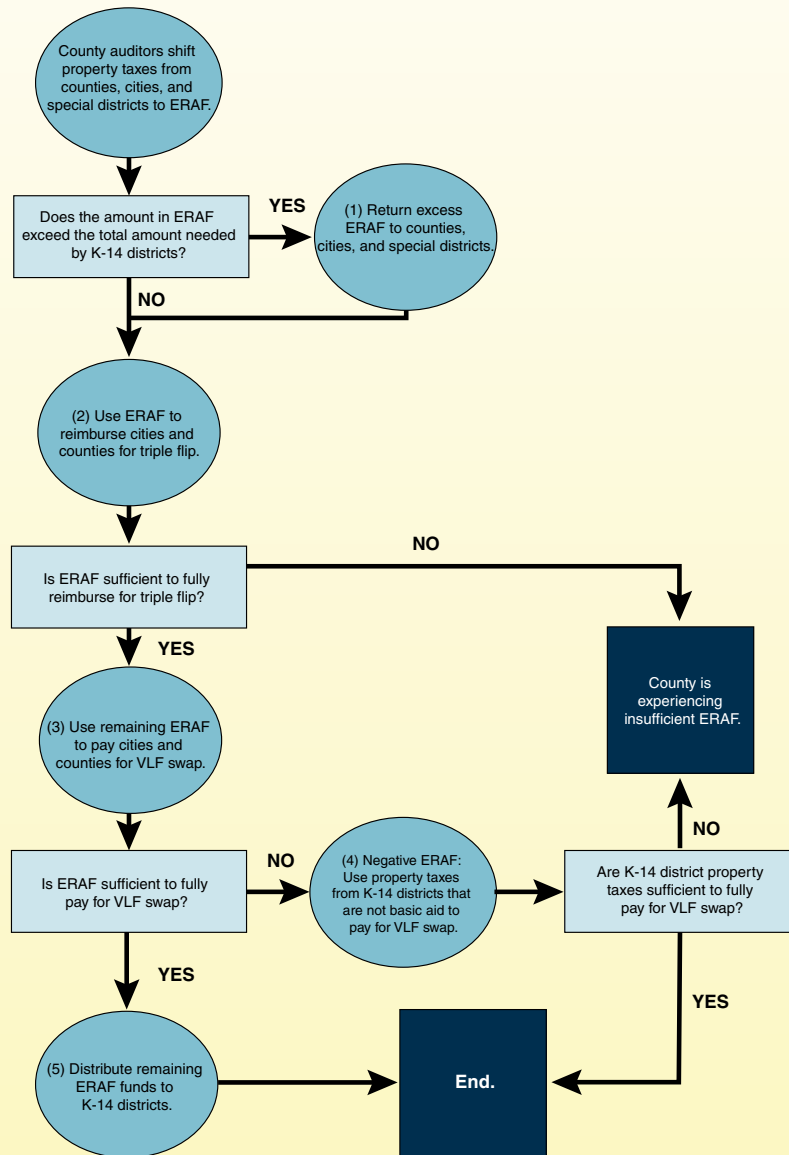 County auditors shift
property taxes from
counties, cities, and
special districts to ERAF.
Does the amount in ERAF
exceed the total amount needed
by K-14 districts?
YES
(1) Return excess
ERAF to counties,
cities, and special districts.
NO
(2) Use ERAF to
reimburse cities and
counties for triple flip.
Is ERAF sufficient to fully
reimburse for triple flip?
NO
YES
County is
experiencing
insufficient ERAF.
(3) Use remaining ERAF
to pay cities and
counties for VLF swap.
Is ERAF sufficient to fully
pay for VLF swap?
NO
(4) Negative ERAF:
Use property taxes
from K-14 districts that
are not basic aid to
pay for VLF swap.
NO
Are K-14 district property
taxes sufficient to fully
pay for VLF swap?
YES
YES
(5) Distribute remaining
ERAF funds to
K-14 districts.
End.